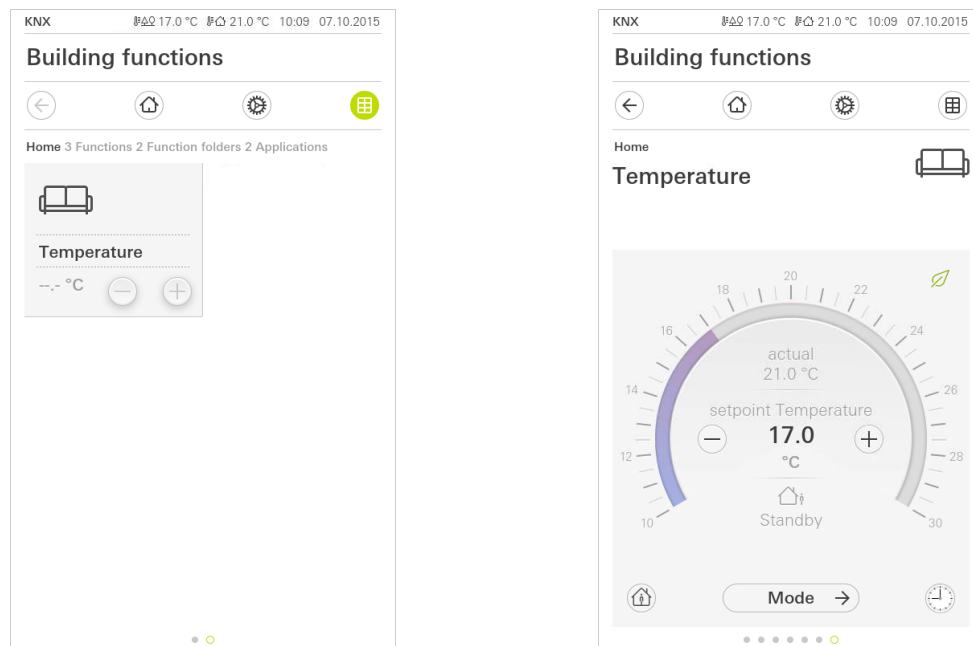 KNX 17.0 °C 21.0 °C 10:09 07.10.2015
Building functions
Home 3 Functions 2 Function folders 2 Applications
Temperature
--.- °C
KNX 17.0 °C 21.0 °C 10:09 07.10.2015
Building functions
Home
Temperature
20
18 22
16 24
14 26
12 28
10 30
actual
21.0 °C
setpoint Temperature
17.0
°C
Standby
Mode